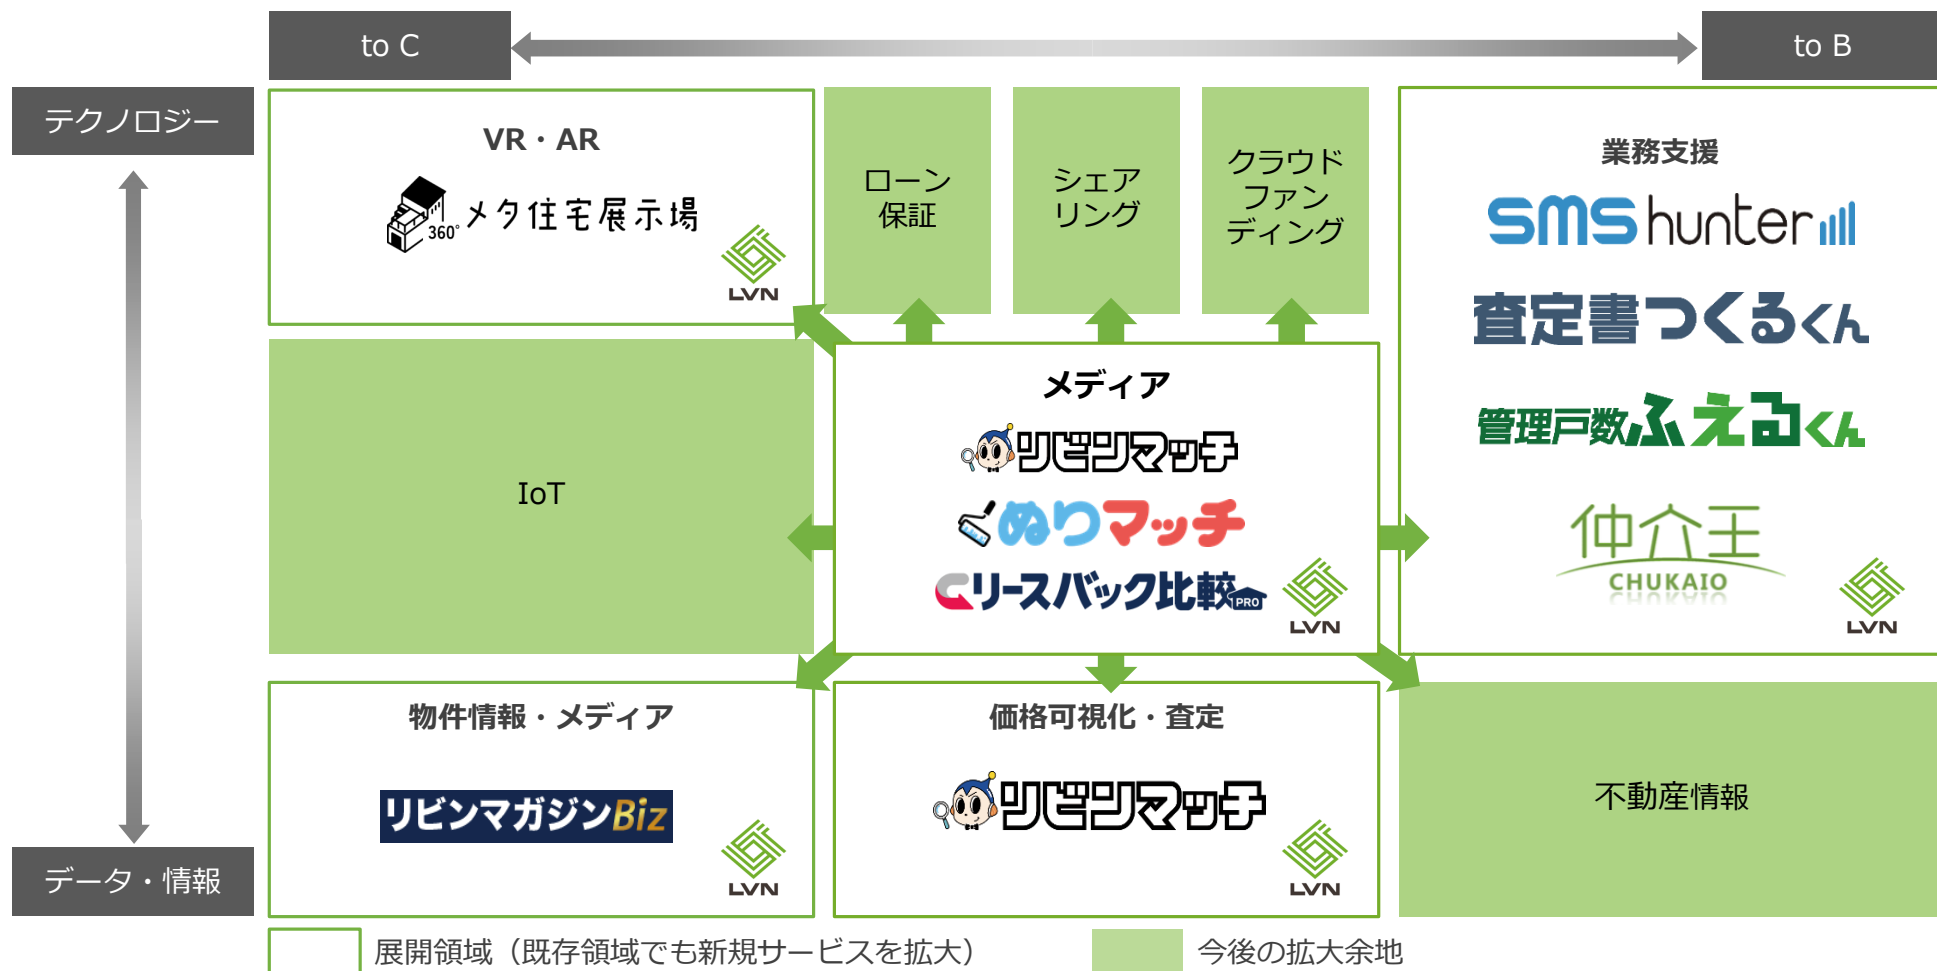 to C
to B
テクノロジー
VR・AR
360°
メタ住宅展示場
LVN
ローン
保証
シェア
リング
クラウド
ファン
ディング
業務支援
SMS hunter
査定書つくるくん
管理戸数ふえるくん
仲介王
CHUKAIO
LVN
IoT
メディア
リビンマッチ
ぬりマッチ
リースバック比較PRO
LVN
物件情報・メディア
リビンマガジンBiz
LVN
価格可視化・査定
リビンマッチ
LVN
不動産情報
データ・情報
展開領域（既存領域でも新規サービスを拡大）
今後の拡大余地